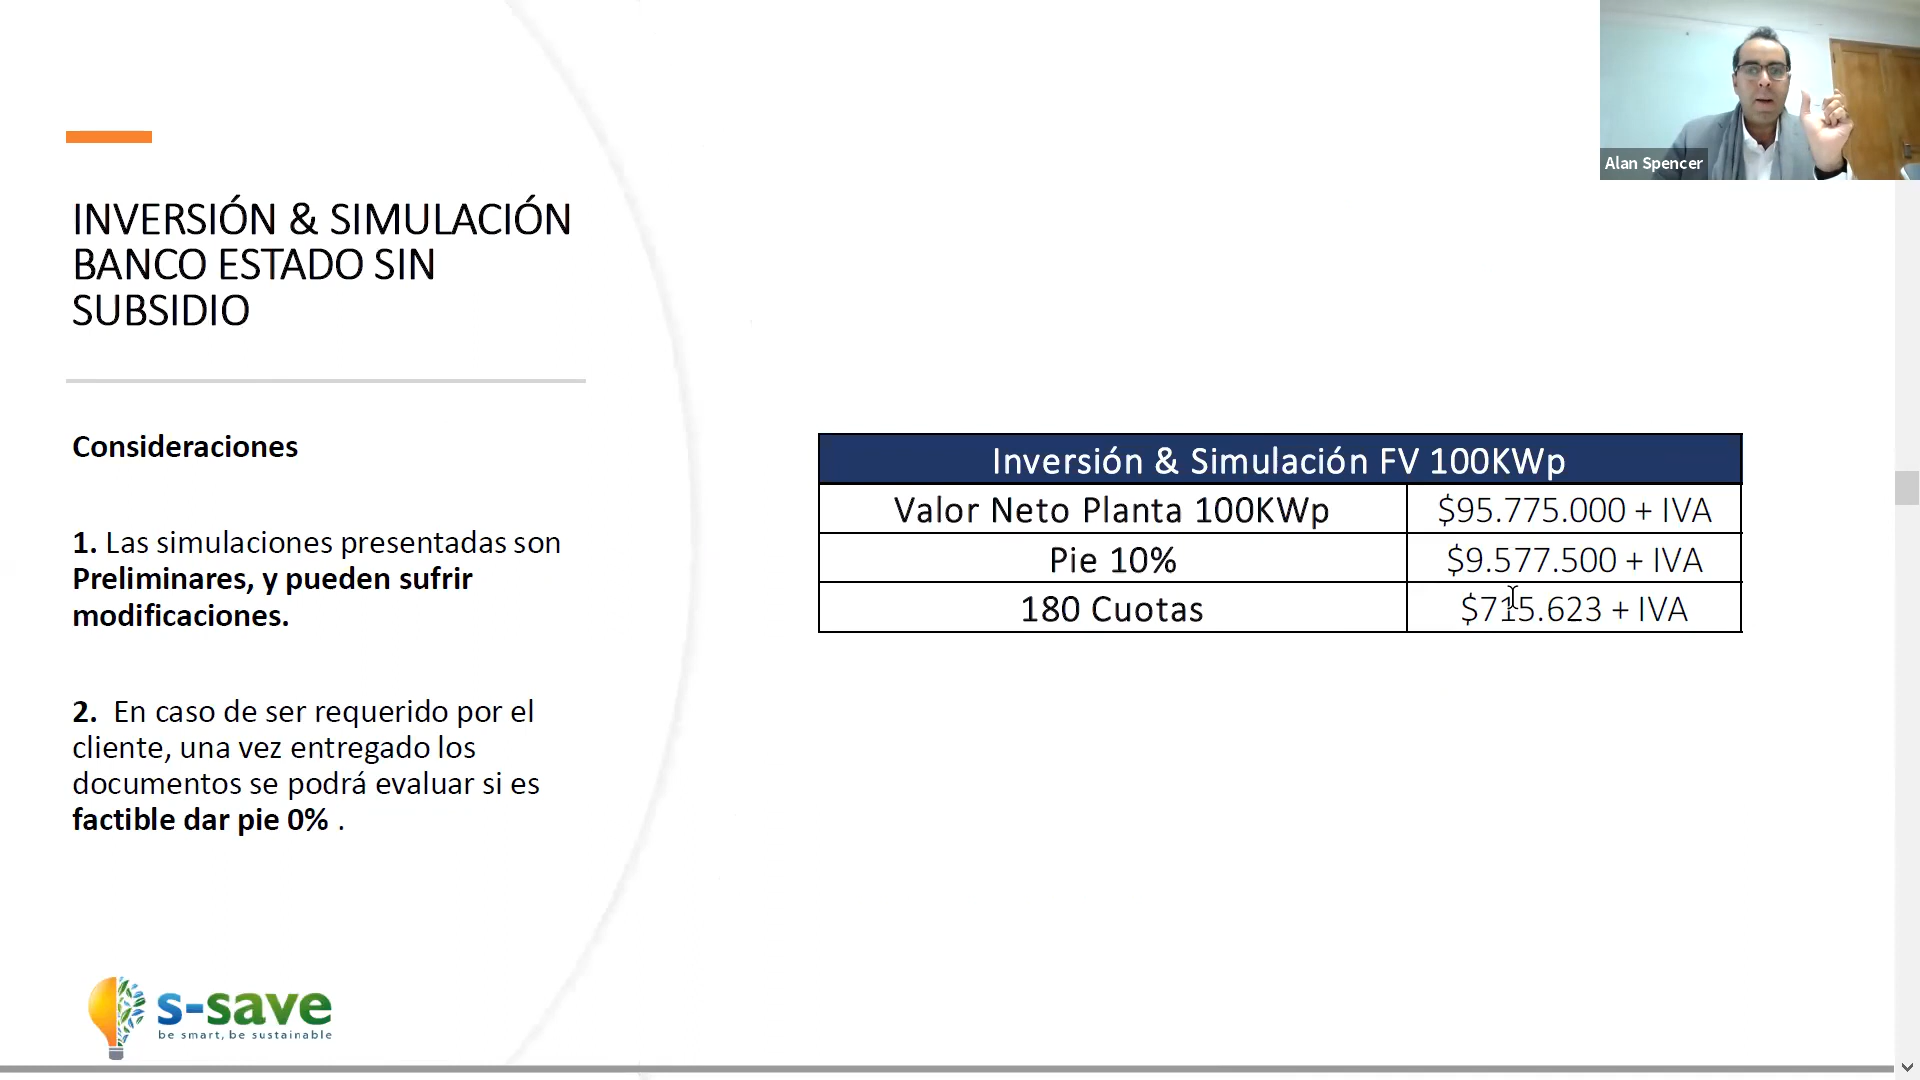 Alan Spencer
INVERSIÓN & SIMULACIÓN
BANCO ESTADO SIN
SUBSIDIO
Consideraciones
1. Las simulaciones presentadas son
Preliminares, y pueden sufrir
modificaciones.
2. En caso de ser requerido por el
cliente, una vez entregado los
documentos se podrá evaluar si es
factible dar pie 0% .
Inversión & Simulación FV 100KWp
Valor Neto Planta 100KWp $95.775.000 + IVA
Pie 10% $9.577.500 + IVA
180 Cuotas $715.623 + IVA
s-save
be smart, be sustainable